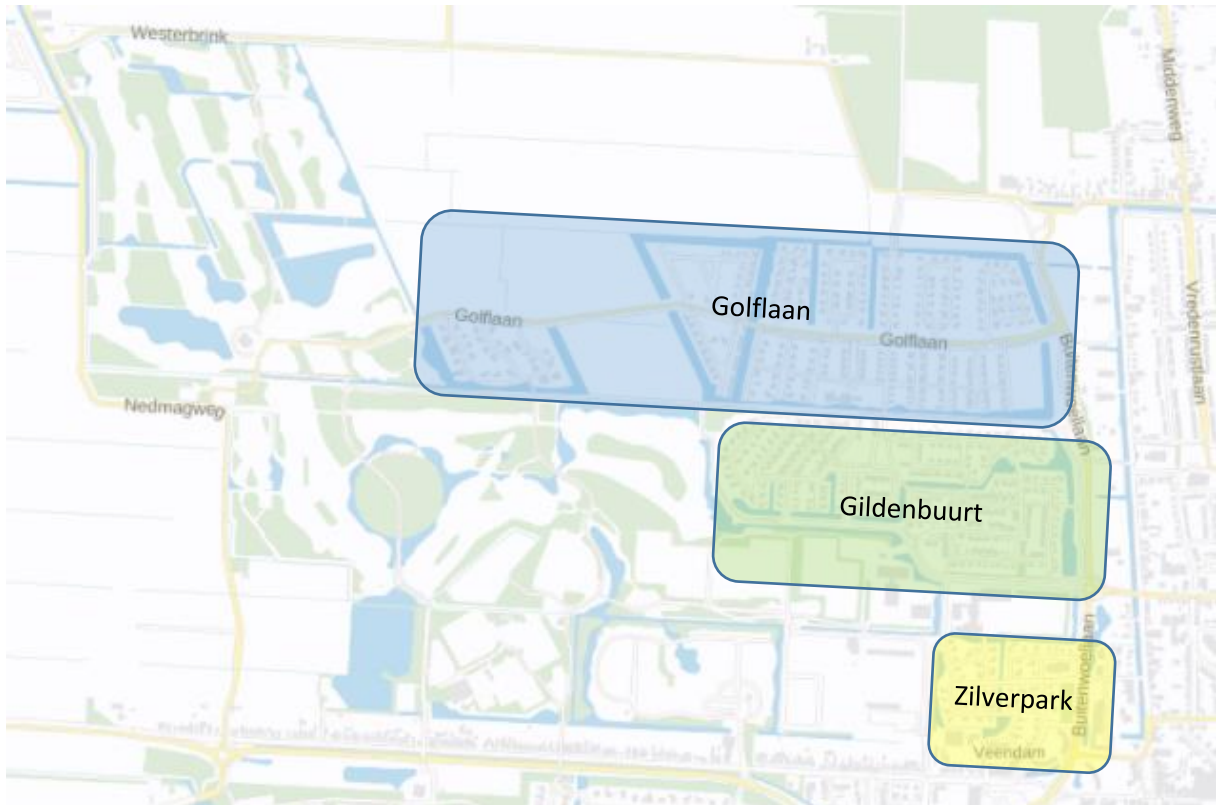 Westerbrink
Middenweg
Vredenrustlaan
Golflaan
Golflaan
Golflaan
Nedmagweg
Gildenbuurt
Buitenwoellaan
Zilverpark
Veendam